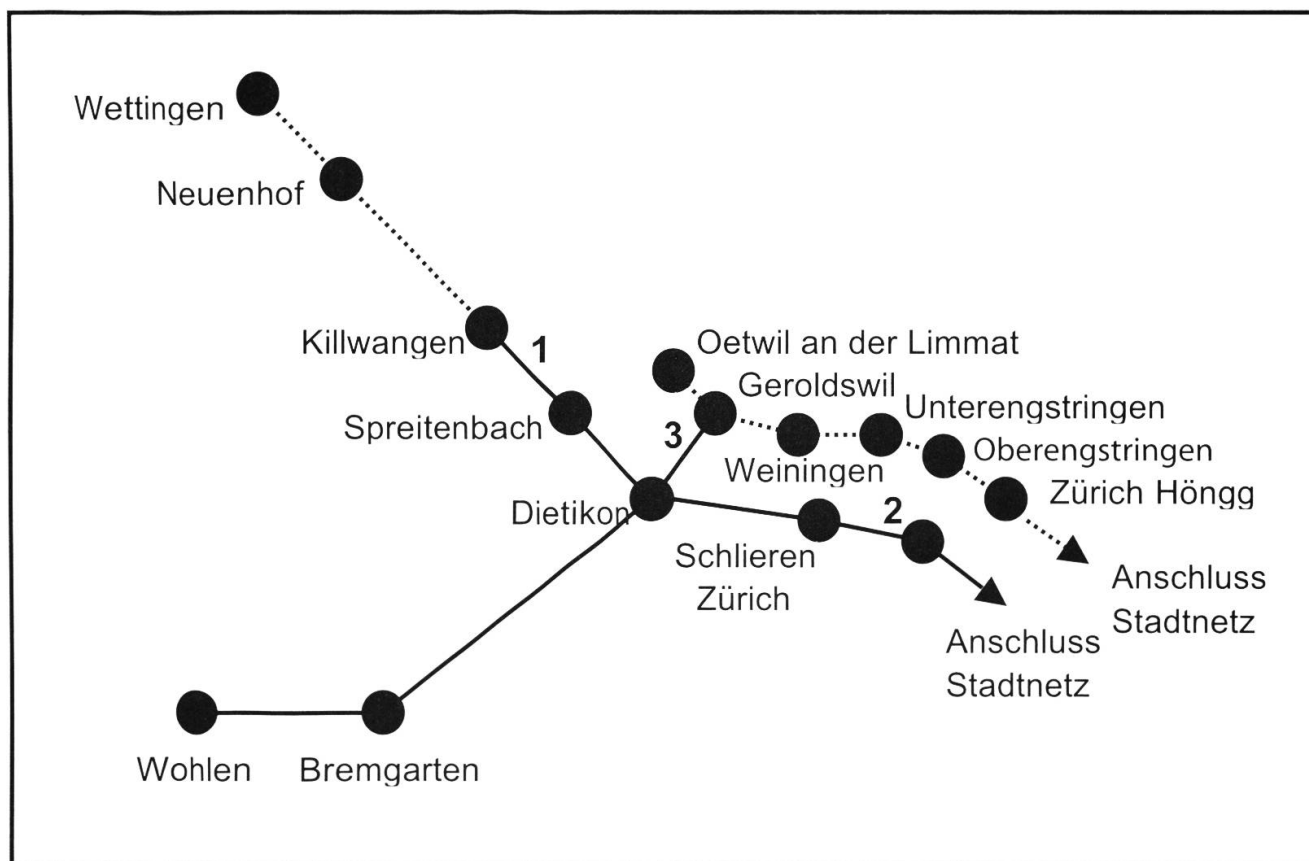 Wettingen
Neuenhof
Killwangen
1
Oetwil an der Limmat
Geroldswil
Spreitenbach
3
Unterengstringen
Weiningen
Oberengstringen
Zürich Höngg
Dietikon
2
Schlieren
Zürich
Anschluss
Stadtnetz
Anschluss
Stadtnetz
Wohlen
Bremgarten